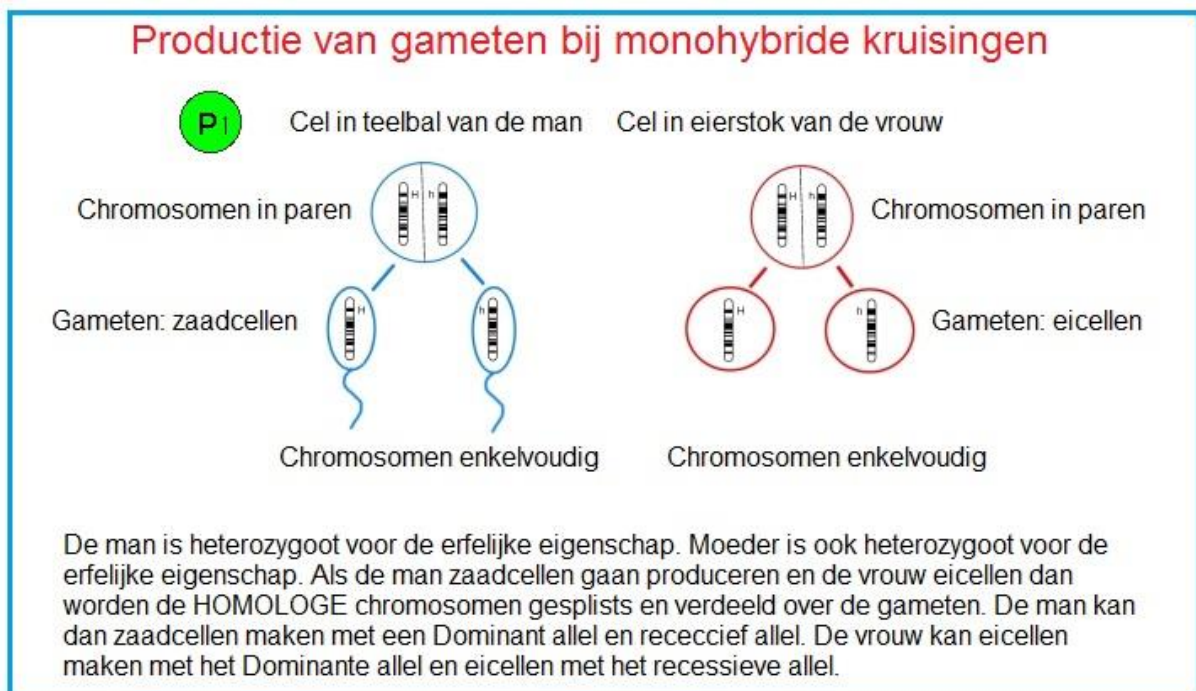 Productie van gameten bij monohybride kruisingen
P1 Cel in teelbal van de man Cel in eierstok van de vrouw
H h H h
Chromosomen in paren Chromosomen in paren
H h H h
Gameten: zaadcellen Gameten: eicellen
Chromosomen enkelvoudig Chromosomen enkelvoudig
De man is heterozygoot voor de erfelijke eigenschap. Moeder is ook heterozygoot voor de
erfelijke eigenschap. Als de man zaadcellen gaan produceren en de vrouw eicellen dan
worden de HOMOLOGE chromosomen gesplists en verdeeld over de gameten. De man kan
dan zaadcellen maken met een Dominant allel en receccief allel. De vrouw kan eicellen
maken met het Dominante allel en eicellen met het recessieve allel.